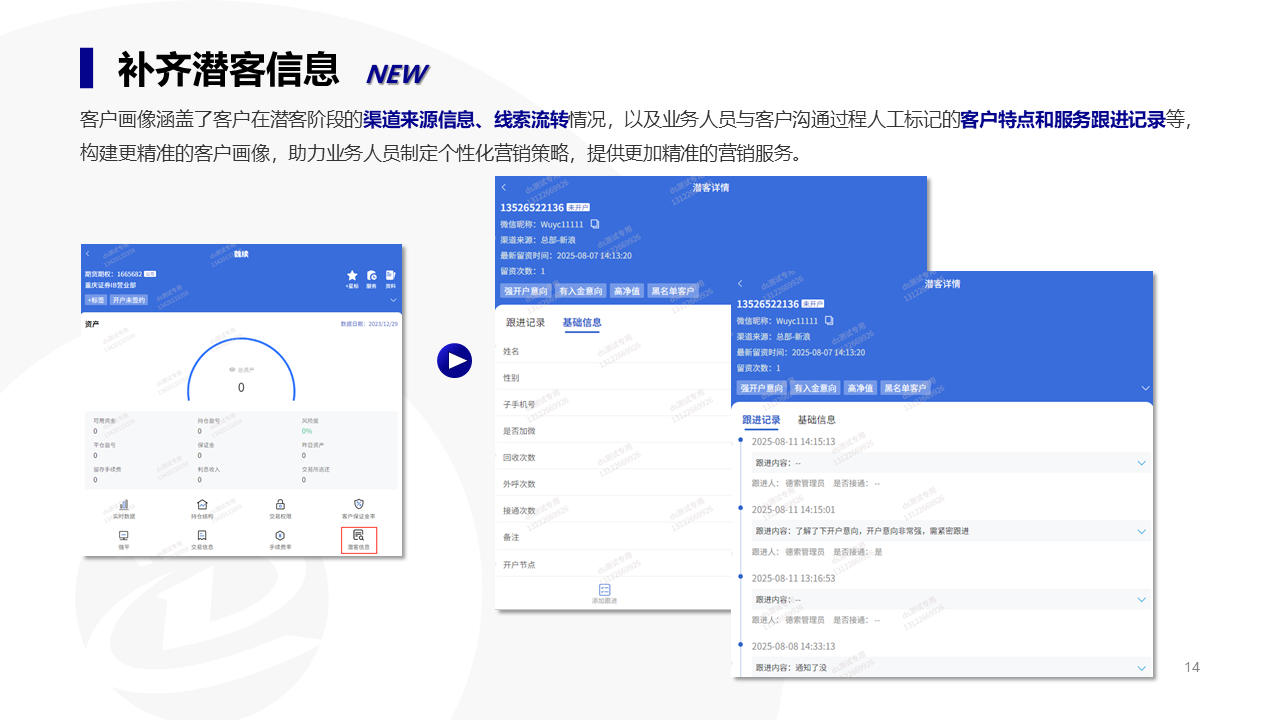 补齐潜客信息 NEW
客户画像涵盖了客户在潜客阶段的渠道来源信息、线索流转情况，以及业务人员与客户沟通过程人工标记的客户特点和服务跟进记录等，
构建更精准的客户画像，助力业务人员制定个性化营销策略，提供更加精准的营销服务。
期货期权：1665682
重庆证券IB营业部
+标签 开户未签约
+星标 服务 资料
资产
数据日期：2023/12/29
总资产
0
可用资金 持仓盈亏 风险度
0 0 0%
平仓盈亏 保证金 昨日资产
0 0 0
留存手续费 利息收入 交易所返还
0 0 0
实时数据 持仓结构 交易权限 客户保证金率
强平 交易信息 手续费率 潜客信息
潜客详情
13526522136 未开户
微信昵称：Wuyc11111
渠道来源：总部-新浪
最新留资时间：2025-08-07 14:13:20
留资次数：1
强开户意向 有入金意向 高净值 黑名单客户
跟进记录 基础信息
姓名
性别
子手机号
是否加微
回收次数
外呼次数
接通次数
备注
开户节点
添加跟进
潜客详情
13526522136 未开户
微信昵称：Wuyc11111
渠道来源：总部-新浪
最新留资时间：2025-08-07 14:13:20
留资次数：1
强开户意向 有入金意向 高净值 黑名单客户
跟进记录 基础信息
2025-08-11 14:15:13
跟进内容：--
跟进人： 德索管理员 是否接通： --
2025-08-11 14:15:01
跟进内容：了解了下开户意向，开户意向非常强，需紧密跟进
跟进人： 德索管理员 是否接通： 是
2025-08-11 13:16:53
跟进内容：--
跟进人： 德索管理员 是否接通： --
2025-08-08 14:33:13
跟进内容：通知了没
14